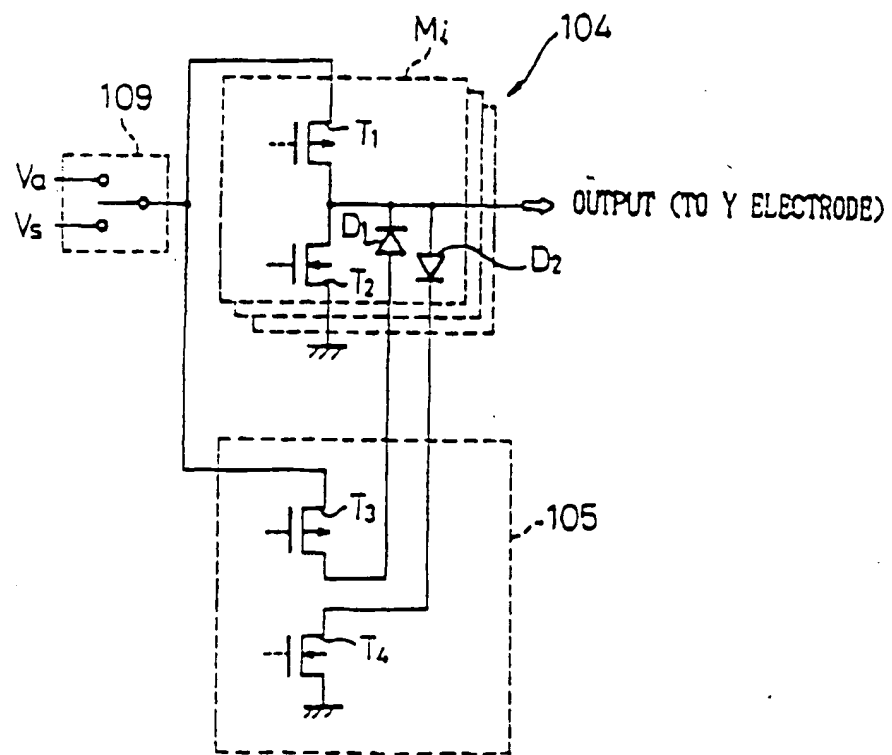 Mi
104
109
T1
Va
OUTPUT (TO Y ELECTRODE)
D1
Vs
D2
T2
T3
105
T4